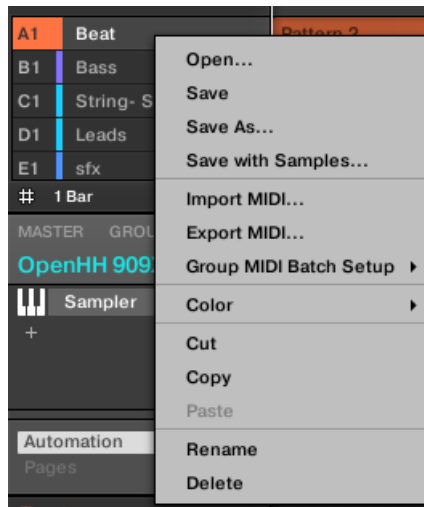 A1 Beat
Pattern 2
B1 Bass
C1 String- S
D1 Leads
E1 sfx
1 Bar
MASTER GROU
OpenHH 909
Sampler
+
Automation
Pages
Open...
Save
Save As...
Save with Samples...
Import MIDI...
Export MIDI...
Group MIDI Batch Setup
Color
Cut
Copy
Paste
Rename
Delete